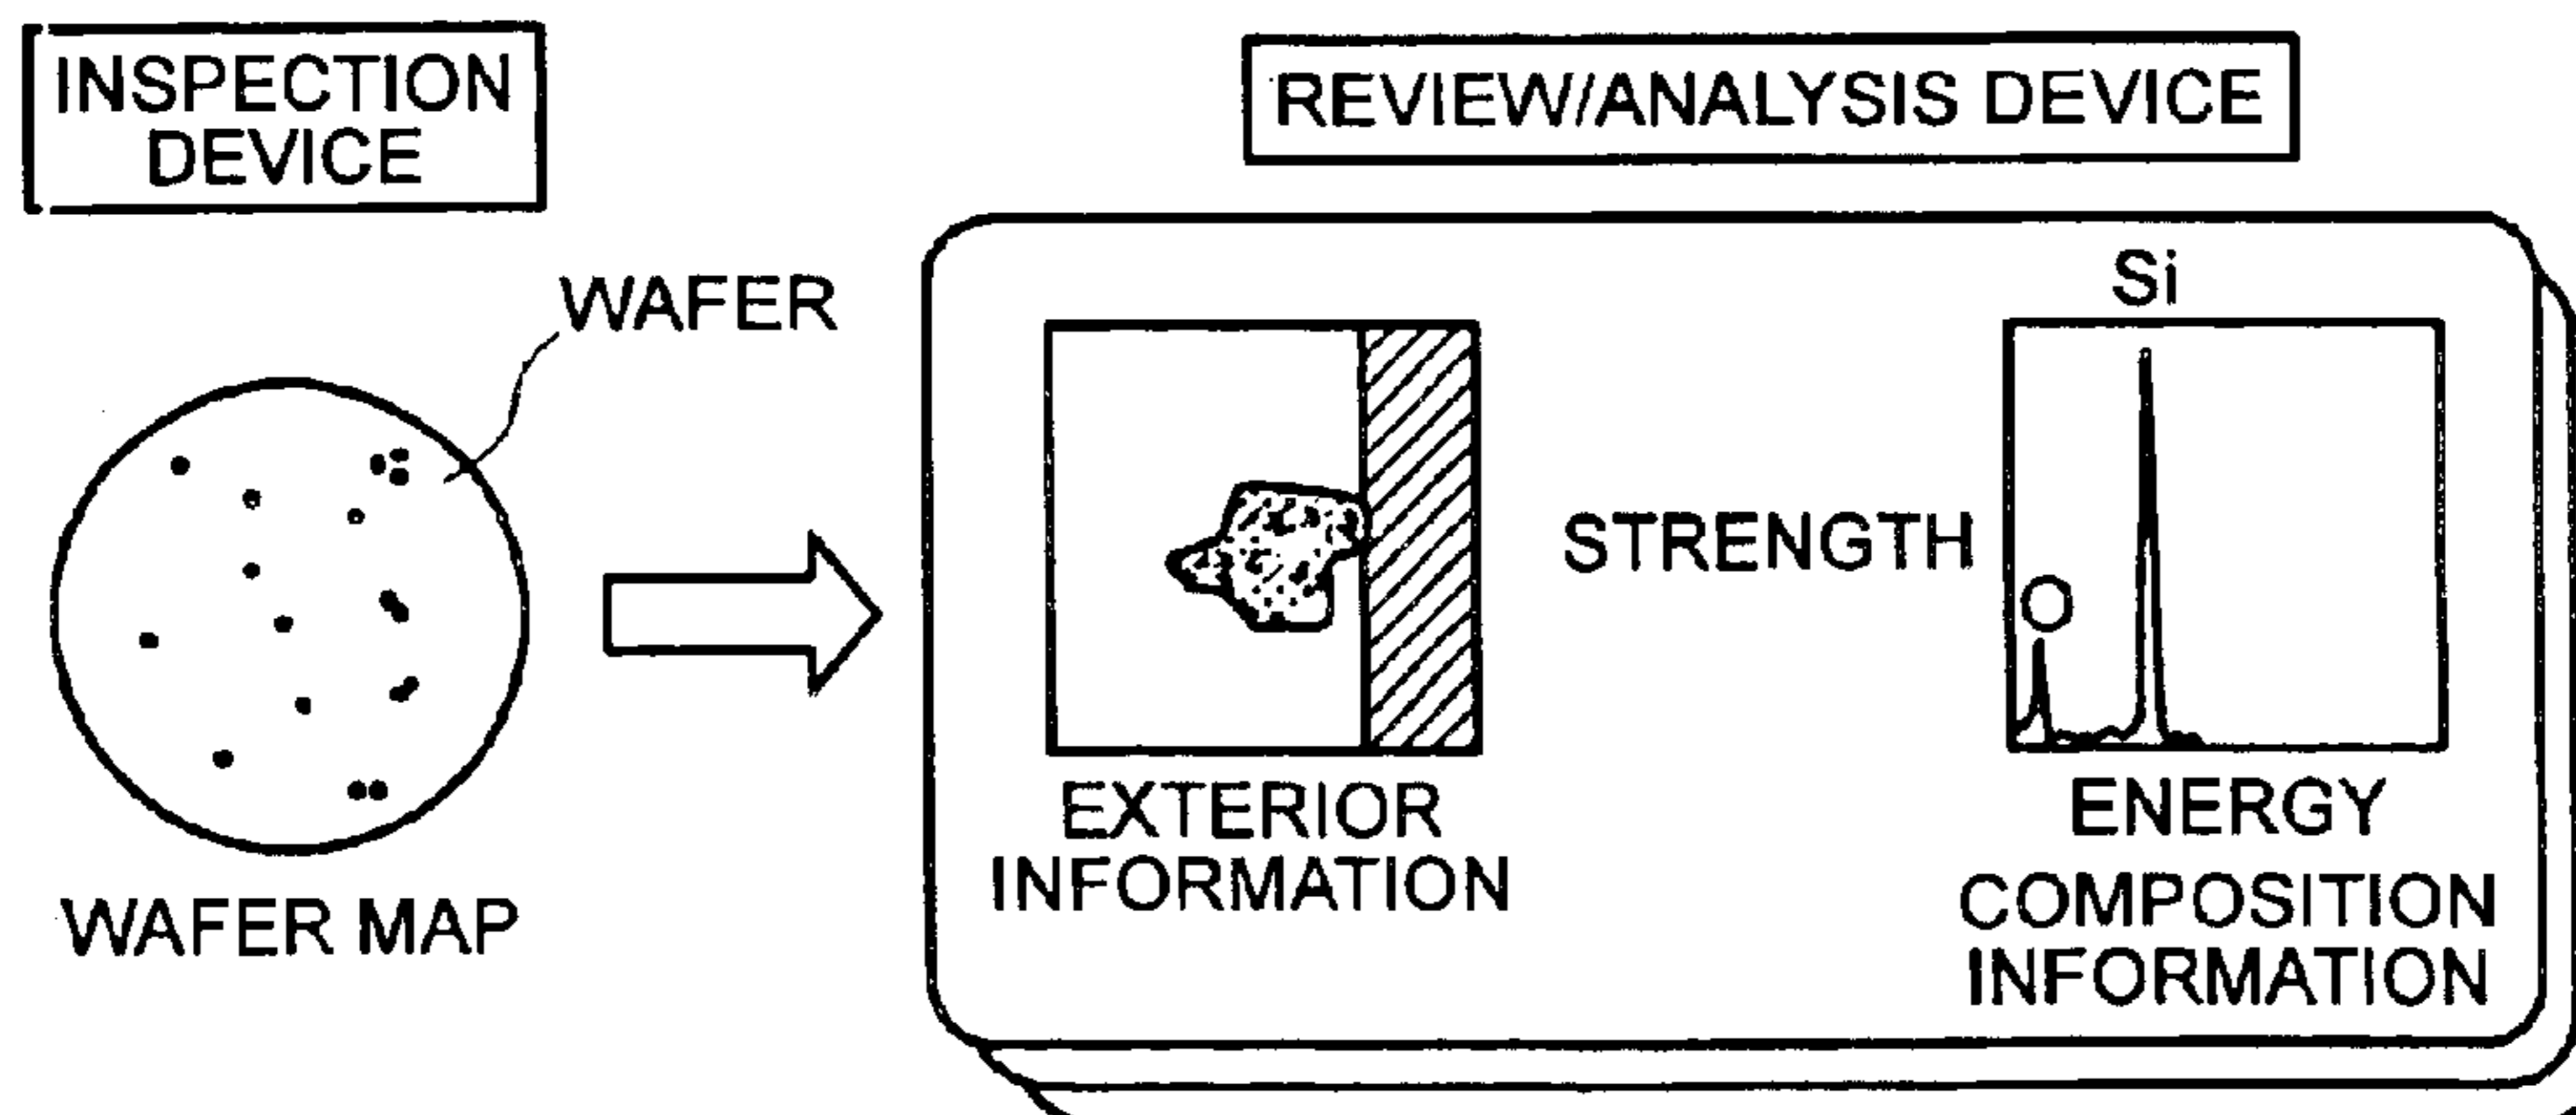 INSPECTION
DEVICE
REVIEW/ANALYSIS DEVICE
WAFER
WAFER MAP
Si
STRENGTH
O
EXTERIOR
INFORMATION
ENERGY
COMPOSITION
INFORMATION